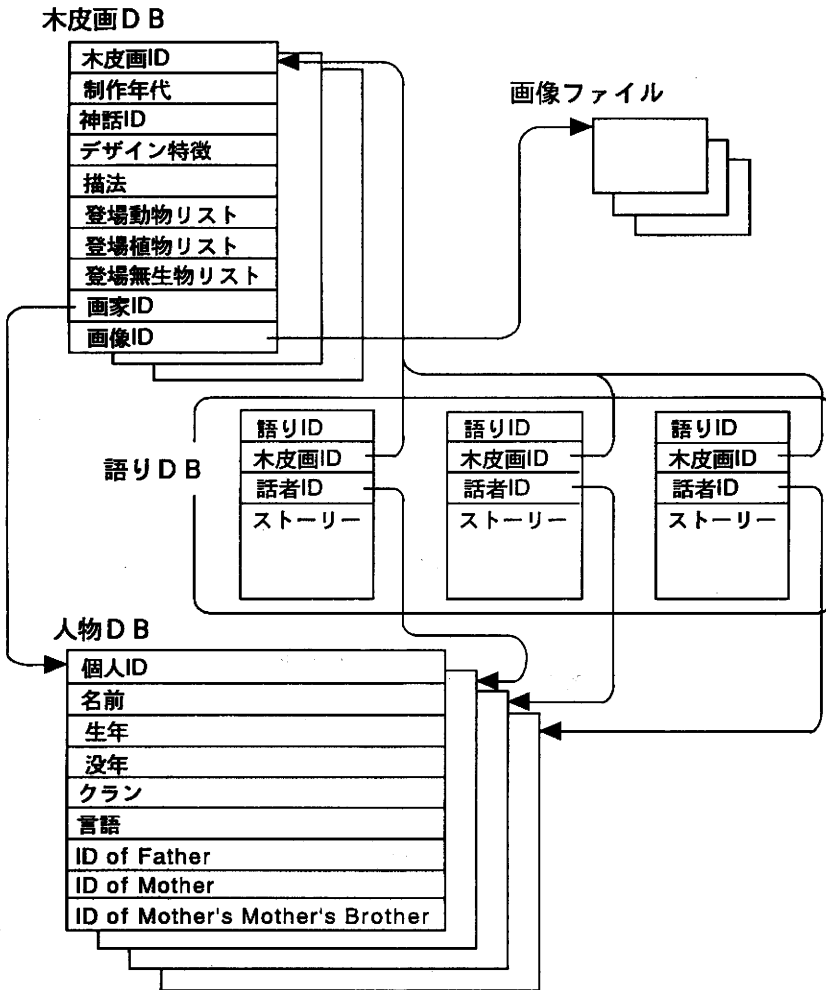 木皮画DB
木皮画ID
制作年代
神話ID
デザイン特徴
描法
登場動物リスト
登場植物リスト
登場無生物リスト
画家ID
画像ID
画像ファイル
語りDB
語りID
木皮画ID
話者ID
ストーリー
語りID
木皮画ID
話者ID
ストーリー
語りID
木皮画ID
話者ID
ストーリー
人物DB
個人ID
名前
生年
没年
クラン
言語
ID of Father
ID of Mother
ID of Mother's Mother's Brother